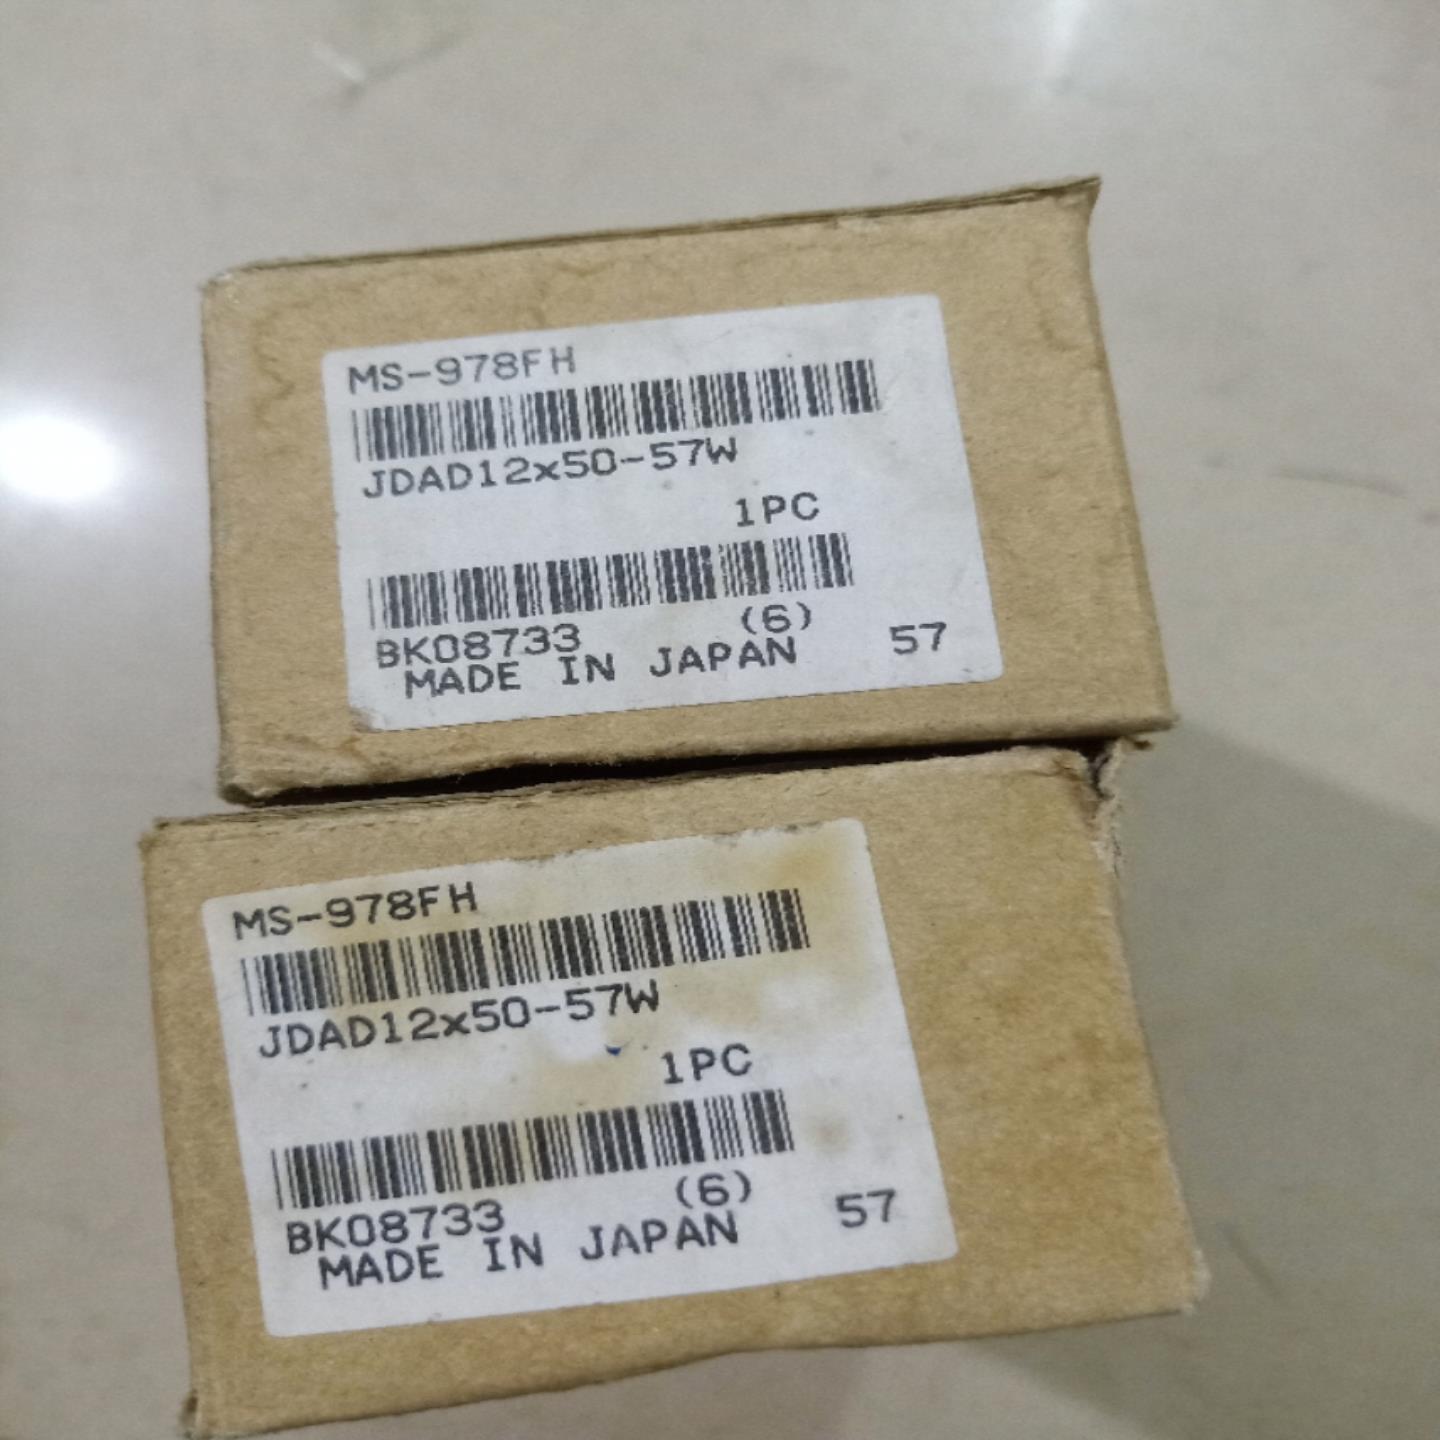 MS-978FH
JDAD12x50-57W
1PC
(6)
BK08733
MADE IN JAPAN 57
MS-978FH
JDAD12x50-57W
1PC
(6)
BK08733
MADE IN JAPAN 57